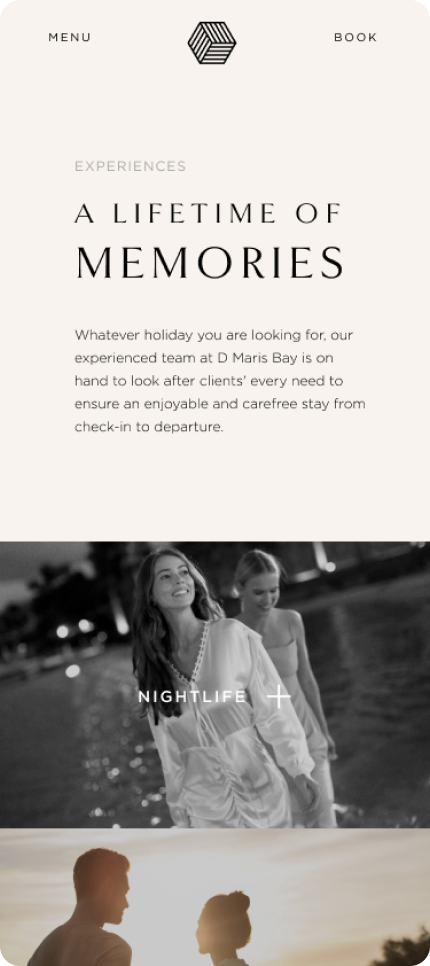 MENU
BOOK
EXPERIENCES
A LIFETIME OF
MEMORIES
Whatever holiday you are looking for, our
experienced team at D Maris Bay is on
hand to look after clients' every need to
ensure an enjoyable and carefree stay from
check-in to departure.
NIGHTLIFE +